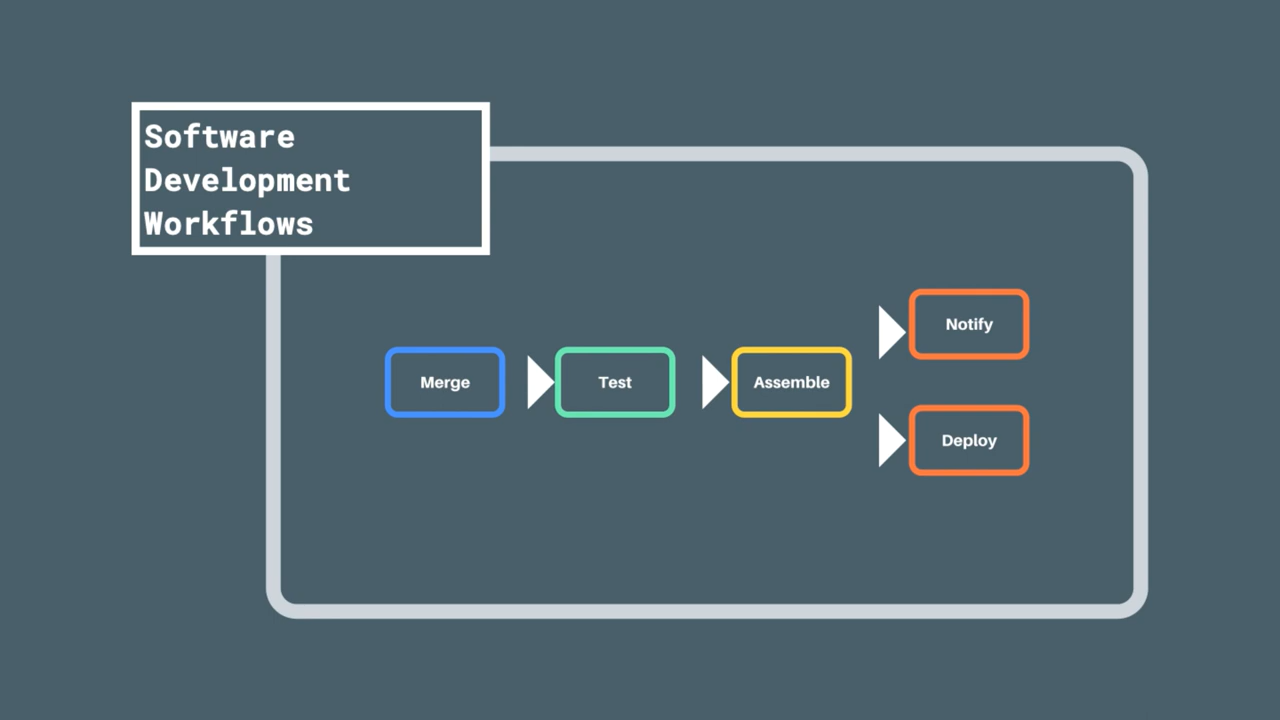 Software
Development
Workflows
Merge
Test
Assemble
Notify
Deploy